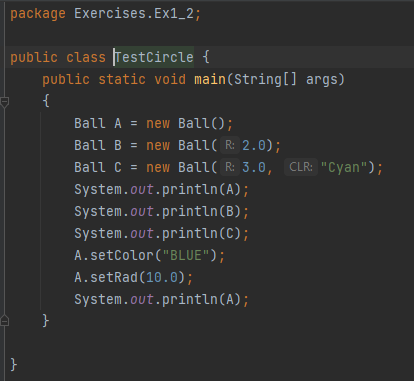 package Exercises.Ex1_2;
public class TestCircle {
public static void main(String[] args)
{
Ball A = new Ball();
Ball B = new Ball( R: 2.0);
Ball C = new Ball( R: 3.0, CLR: "Cyan");
System.out.println(A);
System.out.println(B);
System.out.println(C);
A.setColor("BLUE");
A.setRad(10.0);
System.out.println(A);
}
}